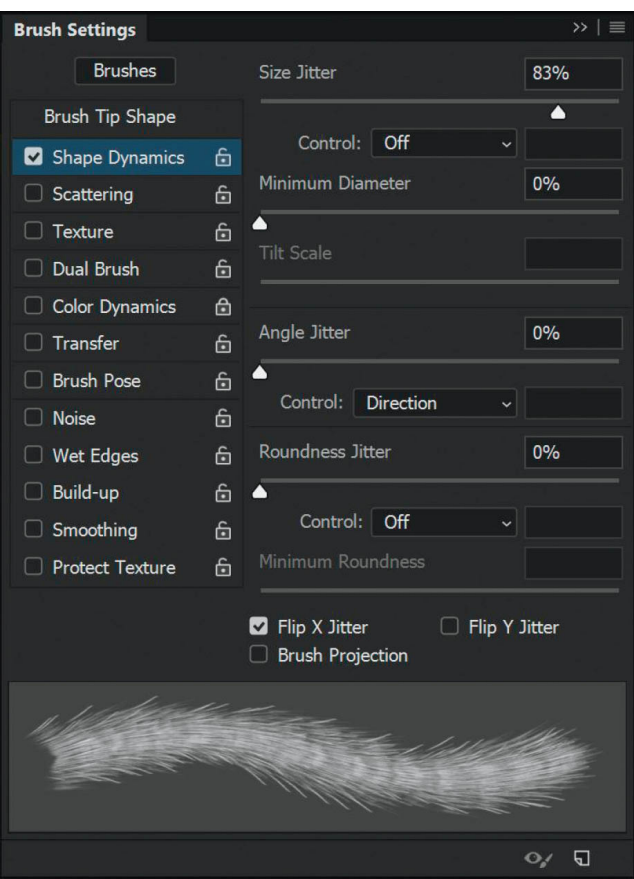 Brush Settings
Brushes
Brush Tip Shape
Shape Dynamics
Scattering
Texture
Dual Brush
Color Dynamics
Transfer
Brush Pose
Noise
Wet Edges
Build-up
Smoothing
Protect Texture
Size Jitter 83%
Control: Off
Minimum Diameter 0%
Tilt Scale
Angle Jitter 0%
Control: Direction
Roundness Jitter 0%
Control: Off
Minimum Roundness
Flip X Jitter Flip Y Jitter
Brush Projection